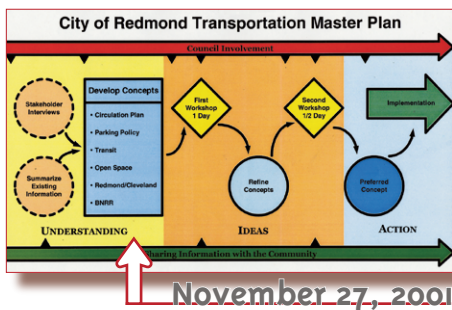 City of Redmond Transportation Master Plan
Council Involvement
Stakeholder
Interviews
Summarize
Existing
Information
Develop Concepts
• Circulation Plan
• Parking Policy
• Transit
• Open Space
• Redmond/Cleveland
• BNRR
First
Workshop
1 Day
Refine
Concepts
Second
Workshop
1/2 Day
Preferred
Concept
Implementation
UNDERSTANDING
IDEAS
ACTION
Sharing Information with the Community
November 27, 2001